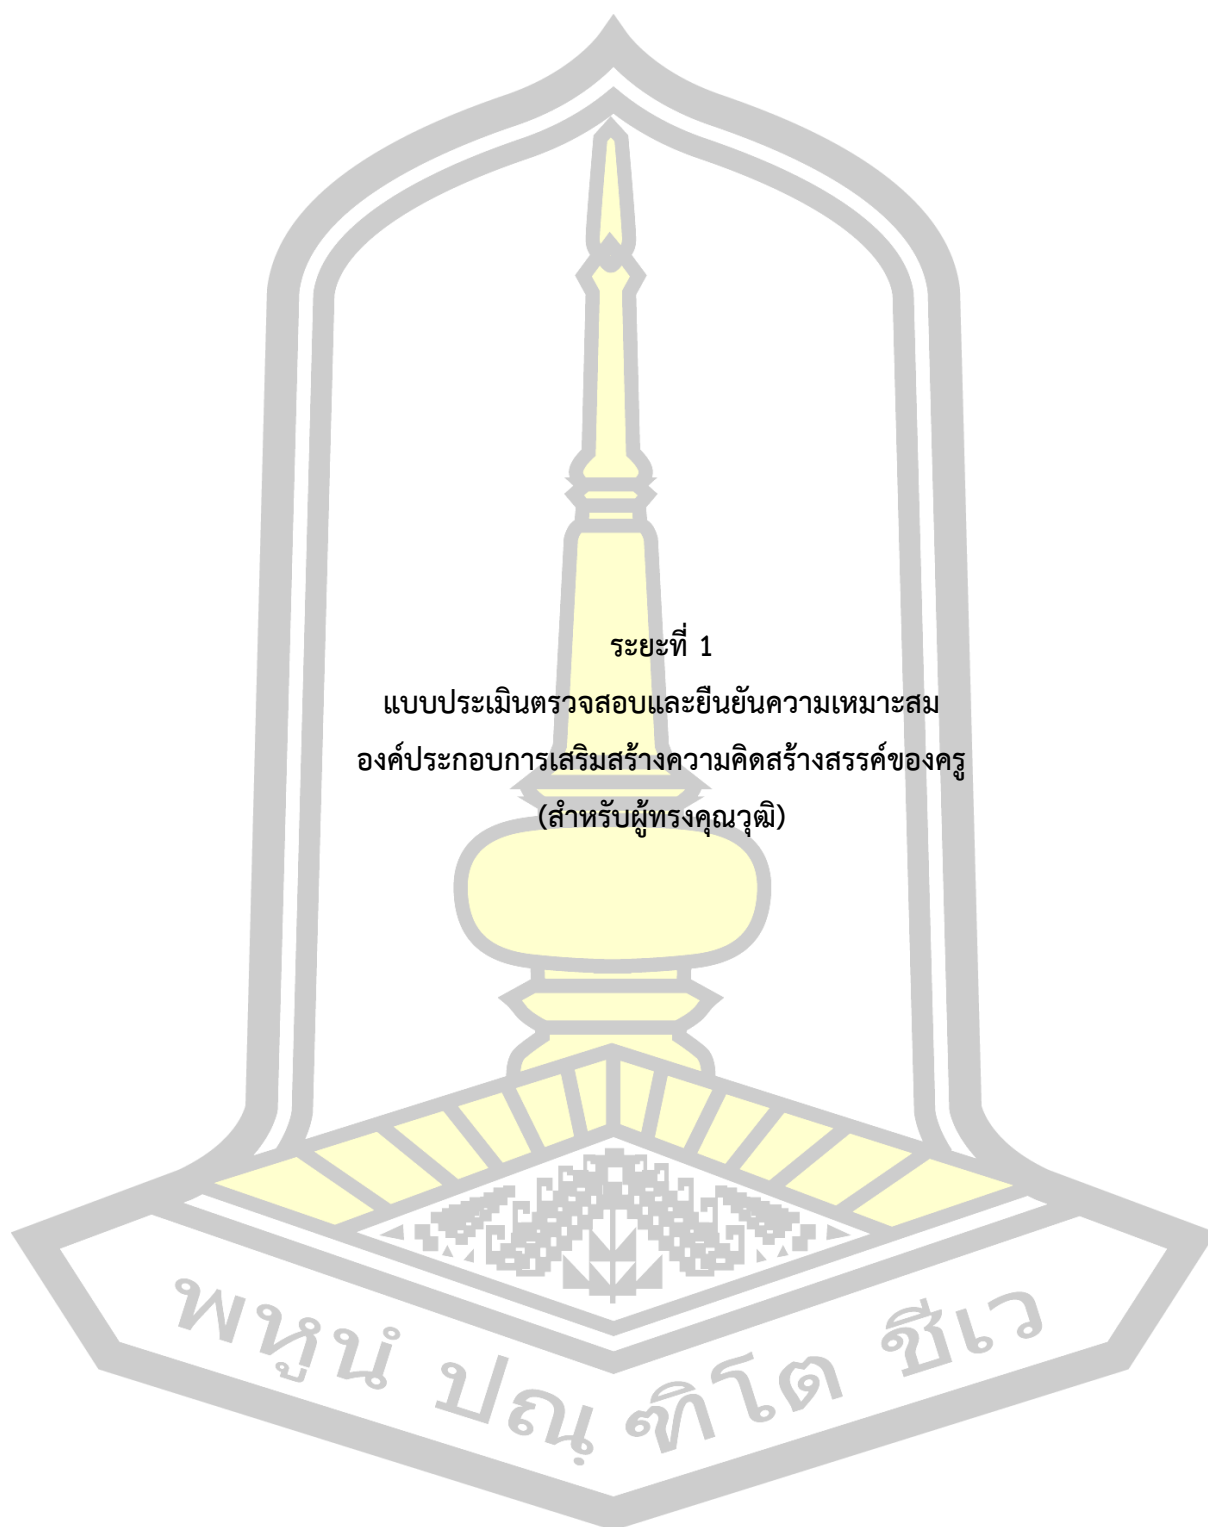 ระยะที่ 1
แบบประเมินตรวจสอบและยืนยันความเหมาะสม
องค์ประกอบการเสริมสร้างความคิดสร้างสรรค์ของครู
(สำหรับผู้ทรงคุณวุฒิ)
พหูนํ ปณฺฑิโต ชีเว